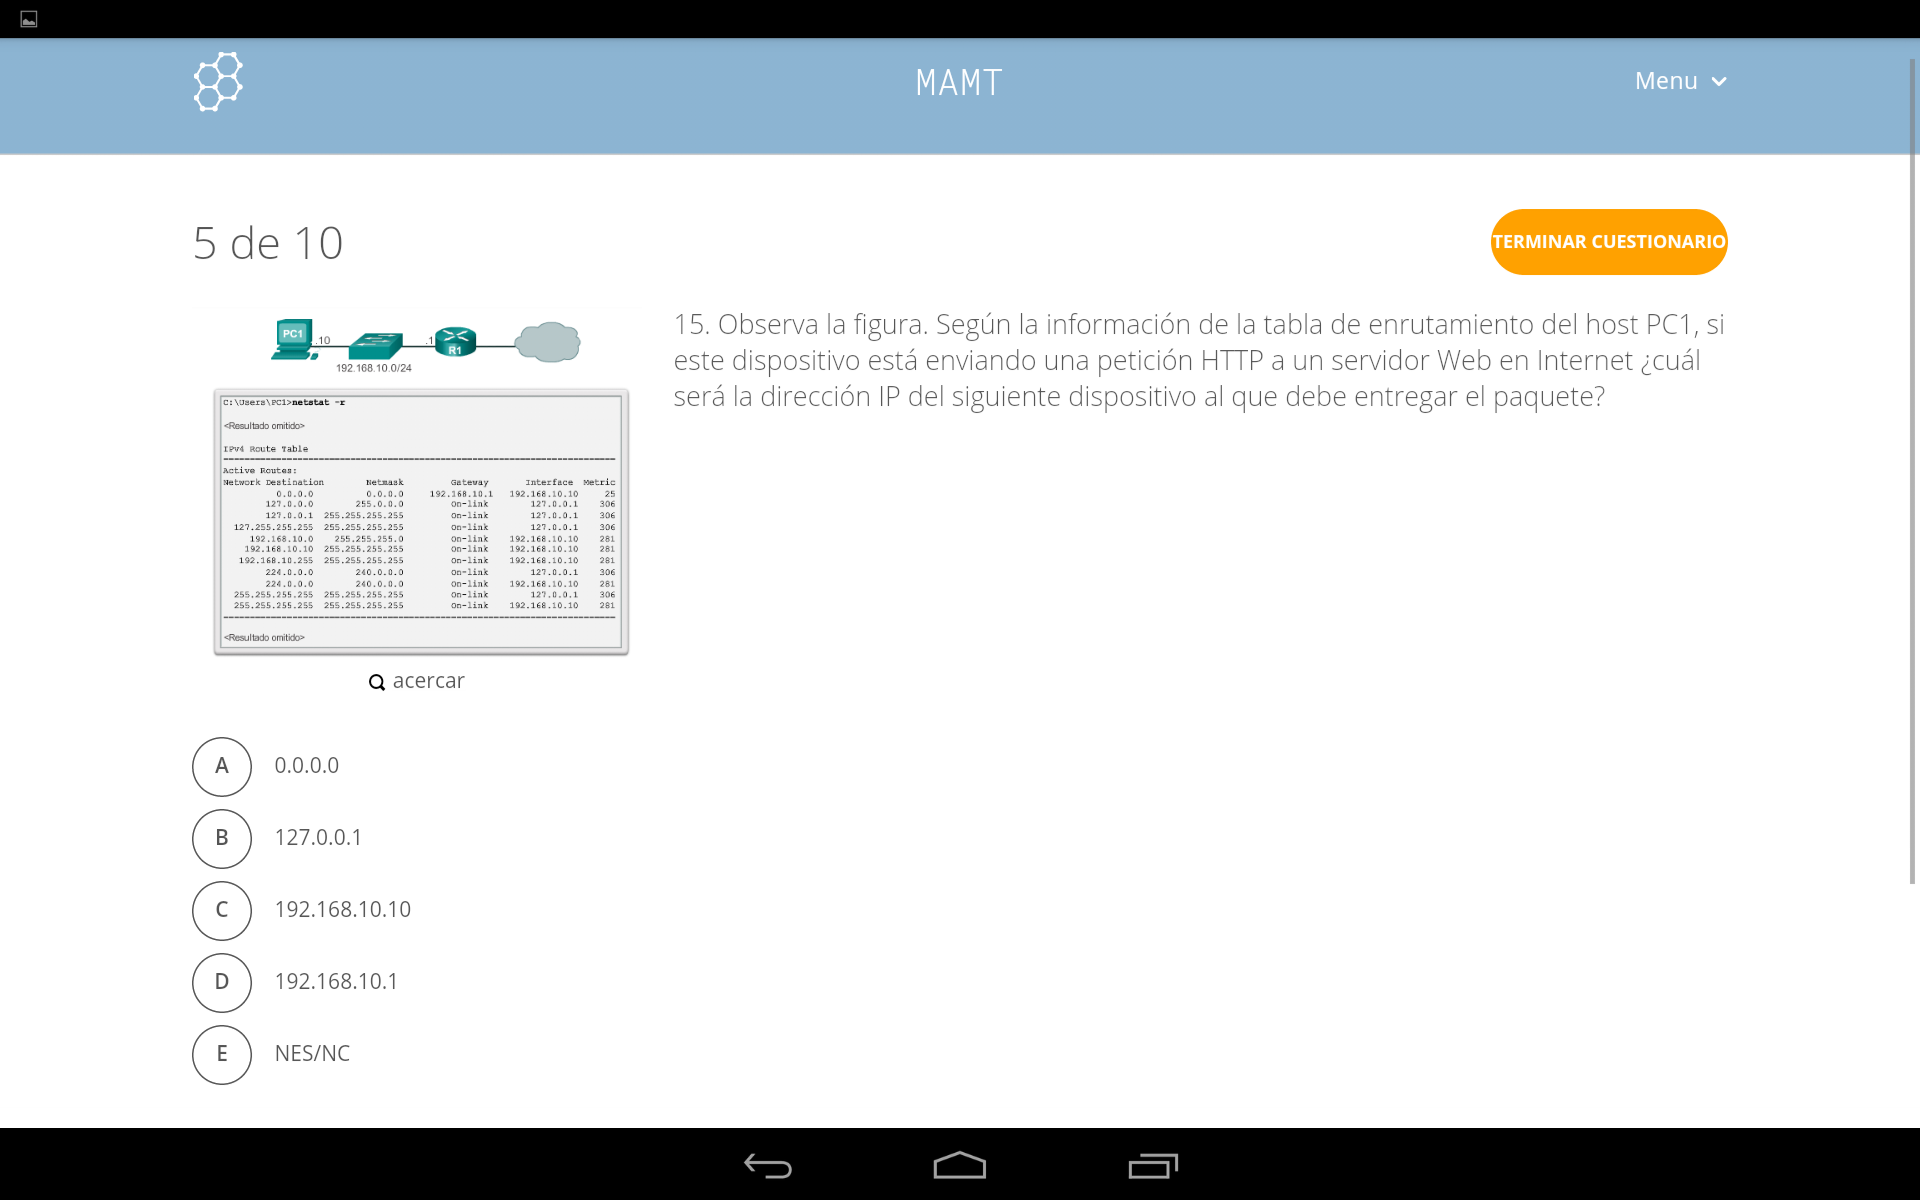 MAMT
Menu
5 de 10
TERMINAR CUESTIONARIO
PC1
.10
.1
R1
192.168.10.0/24
C:\Users\PC1>netstat -r
<Resultado omitido>
IPv4 Route Table
Active Routes:
Network Destination Netmask Gateway Interface Metric
0.0.0.0 0.0.0.0 192.168.10.1 192.168.10.10 25
127.0.0.0 255.0.0.0 On-link 127.0.0.1 306
127.0.0.1 255.255.255.255 On-link 127.0.0.1 306
127.255.255.255 255.255.255.255 On-link 127.0.0.1 306
192.168.10.0 255.255.255.0 On-link 192.168.10.10 281
192.168.10.10 255.255.255.255 On-link 192.168.10.10 281
192.168.10.255 255.255.255.255 On-link 192.168.10.10 281
224.0.0.0 240.0.0.0 On-link 127.0.0.1 306
224.0.0.0 240.0.0.0 On-link 192.168.10.10 281
255.255.255.255 255.255.255.255 On-link 127.0.0.1 306
255.255.255.255 255.255.255.255 On-link 192.168.10.10 281
<Resultado omitido>
acercar
15. Observa la figura. Según la información de la tabla de enrutamiento del host PC1, si
este dispositivo está enviando una petición HTTP a un servidor Web en Internet ¿cuál
será la dirección IP del siguiente dispositivo al que debe entregar el paquete?
A 0.0.0.0
B 127.0.0.1
C 192.168.10.10
D 192.168.10.1
E NES/NC